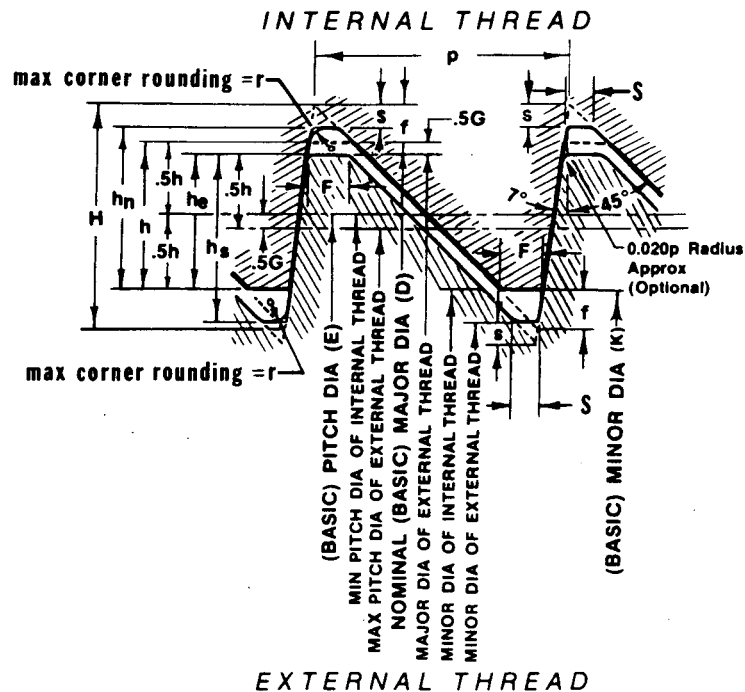 INTERNAL THREAD
p
max corner rounding =r
S
s
f
s
.5G
H
hn
h
.5h
he
.5h
F
7°
45°
.5h
hs
.5G
F
0.020p Radius
Approx
(Optional)
f
s
S
max corner rounding =r
(BASIC) PITCH DIA (E)
MIN PITCH DIA OF INTERNAL THREAD
MAX PITCH DIA OF EXTERNAL THREAD
NOMINAL (BASIC) MAJOR DIA (D)
MAJOR DIA OF EXTERNAL THREAD
MINOR DIA OF INTERNAL THREAD
MINOR DIA OF EXTERNAL THREAD
(BASIC) MINOR DIA (K)
EXTERNAL THREAD